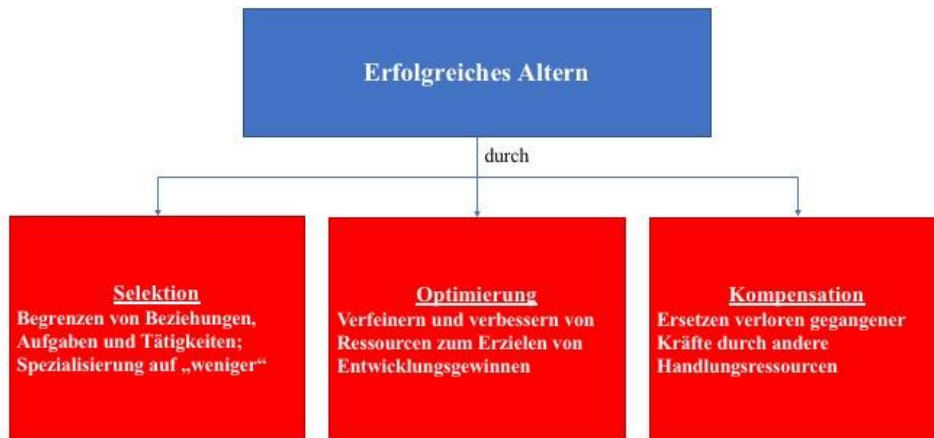 Erfolgreiches Altern
durch
Selektion
Begrenzen von Beziehungen,
Aufgaben und Tätigkeiten;
Spezialisierung auf „weniger“
Optimierung
Verfeinern und verbessern von
Ressourcen zum Erzielen von
Entwicklungsgewinnen
Kompensation
Ersetzen verloren gegangener
Kräfte durch andere
Handlungsressourcen